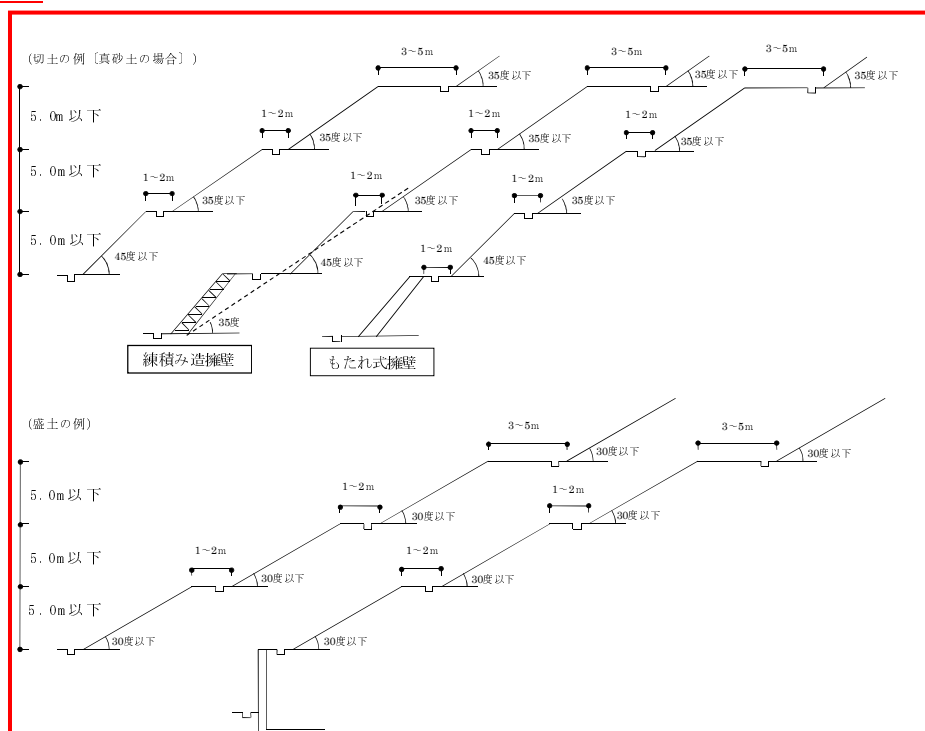 (切土の例〔真砂土の場合〕)
3~5m
3~5m
3~5m
35度以下
35度以下
35度以下
5.0m以下
1~2m
1~2m
1~2m
35度以下
35度以下
35度以下
5.0m以下
1~2m
1~2m
1~2m
35度以下
35度以下
35度以下
5.0m以下
1~2m
45度以下
45度以下
45度以下
35度
練積み造擁壁
もたれ式擁壁
(盛土の例)
3~5m
3~5m
30度以下
30度以下
5.0m以下
1~2m
1~2m
30度以下
30度以下
5.0m以下
1~2m
1~2m
30度以下
30度以下
5.0m以下
30度以下
30度以下